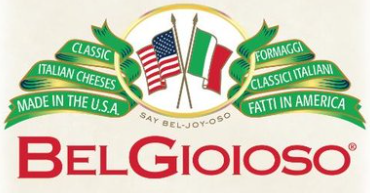 CLASSIC
ITALIAN CHEESES
MADE IN THE U.S.A.
FORMAGGI
CLASSICI ITALIANI
FATTI IN AMERICA
SAY BEL-JOY-OSO
BELGIOIOSO®